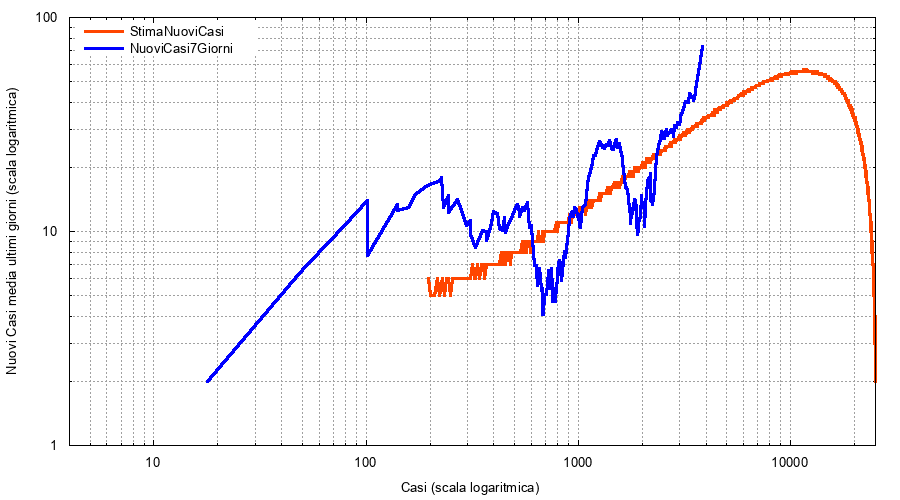 100
StimaNuoviCasi
NuoviCasi7Giorni
Nuovi Casi media ultimi giorni (scala logaritmica)
10
1
10
100
1000
10000
Casi (scala logaritmica)